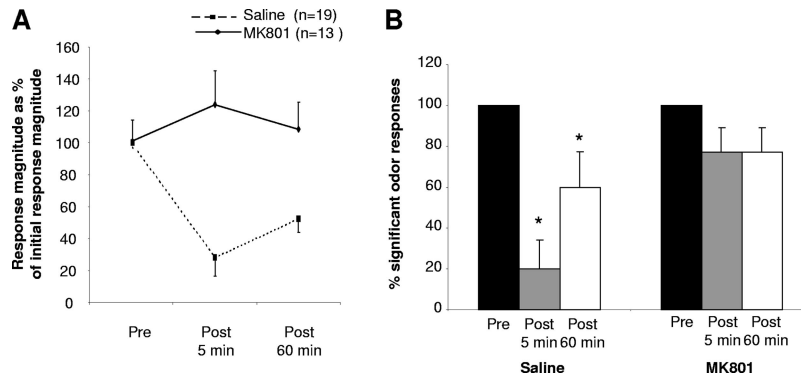 A
Saline (n=19)
MK801 (n=13 )
Response magnitude as %
of initial response magnitude
160
140
120
100
80
60
40
20
0
Pre
Post
5 min
Post
60 min
B
% significant odor responses
120
100
80
60
40
20
0
*
*
Pre
Post
5 min
Post
60 min
Pre
Post
5 min
Post
60 min
Saline
MK801